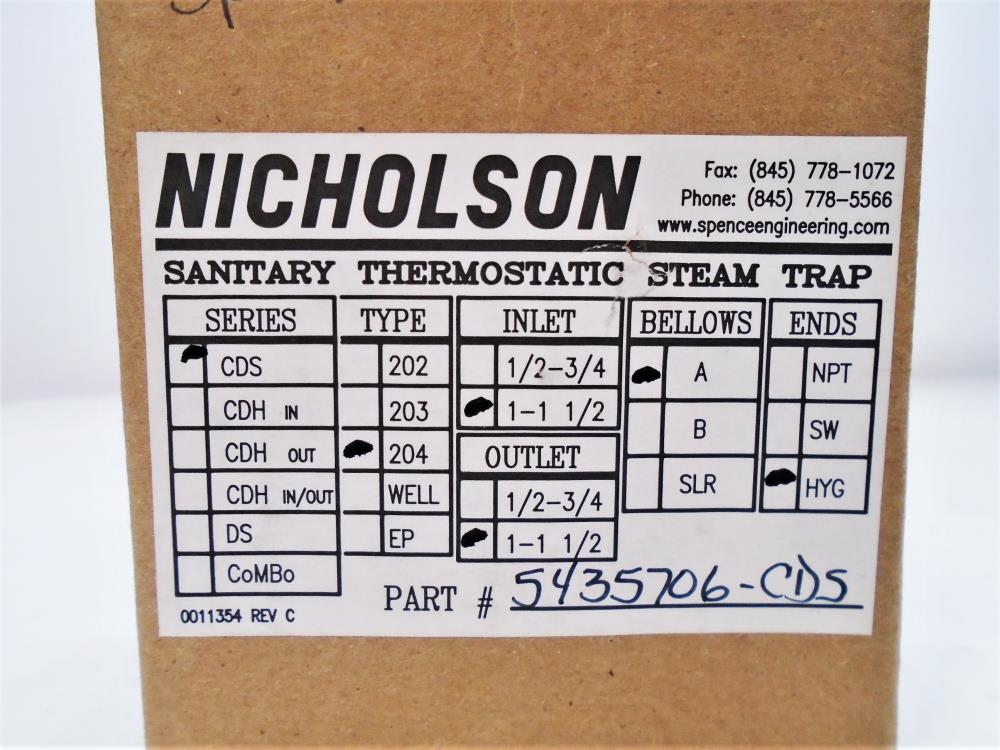 NICHOLSON
Fax: (845) 778-1072
Phone: (845) 778-5566
www.spenceengineering.com
SANITARY THERMOSTATIC STEAM TRAP
SERIES
CDS
CDH IN
CDH OUT
CDH IN/OUT
DS
CoMBo
TYPE
202
203
204
WELL
EP
INLET
1/2-3/4
1-1 1/2
OUTLET
1/2-3/4
1-1 1/2
BELLOWS
A
B
SLR
ENDS
NPT
SW
HYG
PART # 5435706-CDS
0011354 REV C